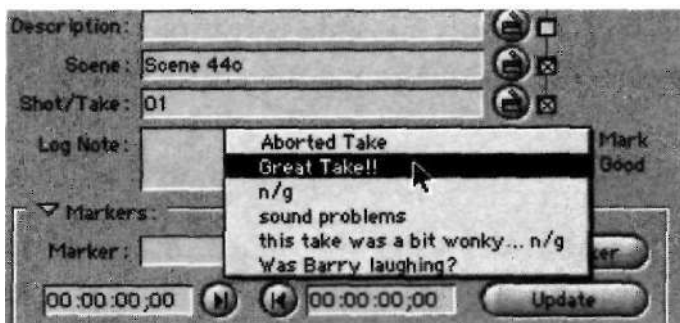 Description:
Scene: Scene 44c
Shot/Take: 01
Log Note:
Mark
Good
Aborted Take
Great Take!!
n/g
sound problems
this take was a bit wonky... n/g
Was Barry laughing?
Markers:
Marker:
00:00:00;00 00:00:00;00 Update